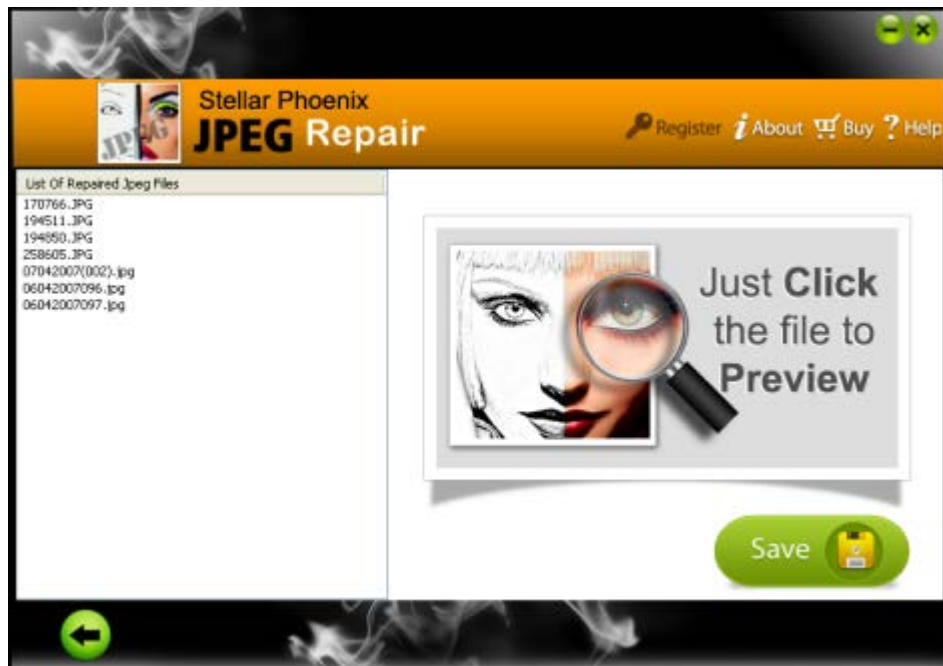 Stellar Phoenix
JPEG Repair
JPEG
Register
About
Buy
Help
List Of Repaired Jpeg Files
170766.JPG
194511.JPG
194850.JPG
258605.JPG
07042007(002).jpg
06042007096.jpg
06042007097.jpg
Just Click
the file to
Preview
Save